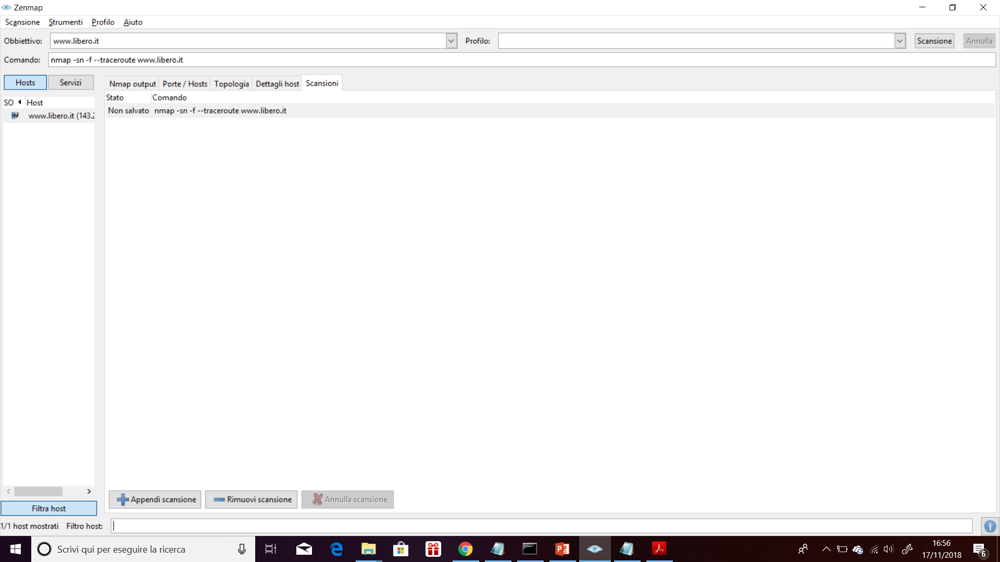 Zenmap
Scansione Strumenti Profilo Aiuto
Obbiettivo: www.libero.it Profilo: Scansione Annulla
Comando: nmap -sn -f --traceroute www.libero.it
Hosts Servizi Nmap output Porte / Hosts Topologia Dettagli host Scansioni
SO Host Stato Comando
www.libero.it (143.2 Non salvato nmap -sn -f --traceroute www.libero.it
Appendi scansione Rimuovi scansione Annulla scansione
Filtra host
1/1 host mostrati Filtro host:
Scrivi qui per eseguire la ricerca 16:56
17/11/2018 6